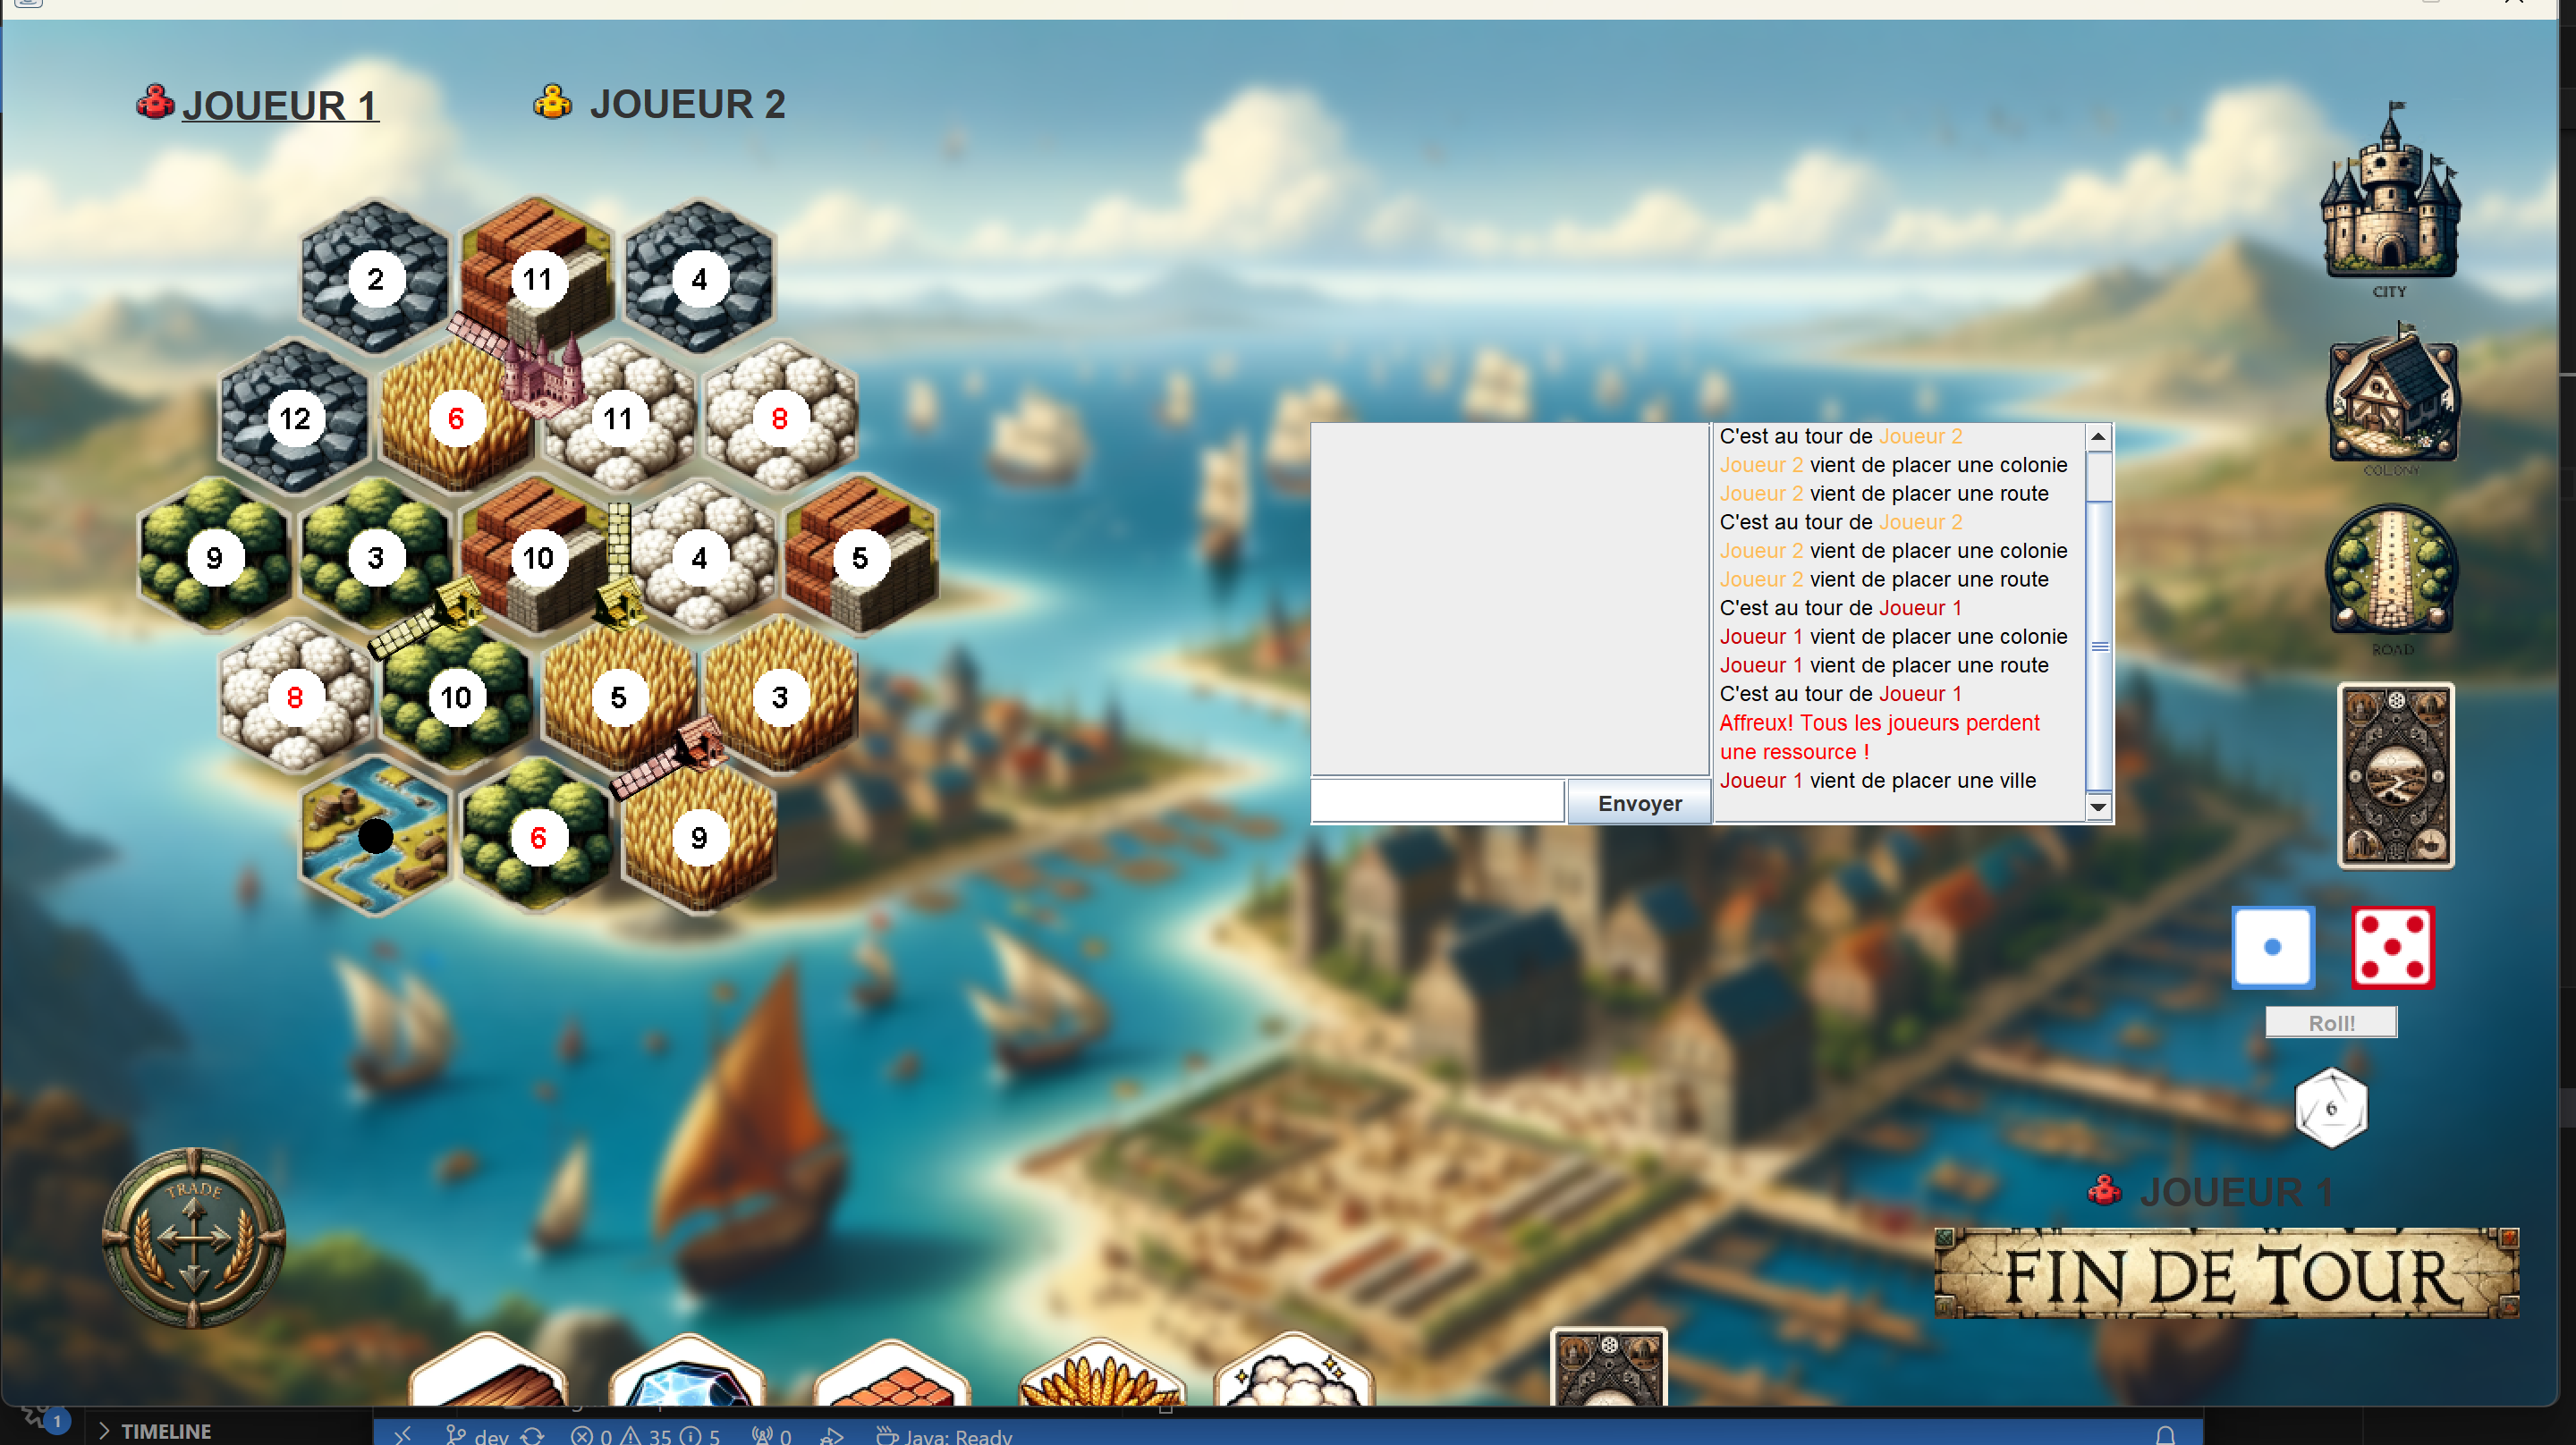 JOUEUR 1
JOUEUR 2
CITY
COLONY
ROAD
2
11
4
12
6
11
8
9
3
10
4
5
8
10
5
3
6
9
C'est au tour de Joueur 2
Joueur 2 vient de placer une colonie
Joueur 2 vient de placer une route
C'est au tour de Joueur 2
Joueur 2 vient de placer une colonie
Joueur 2 vient de placer une route
C'est au tour de Joueur 1
Joueur 1 vient de placer une colonie
Joueur 1 vient de placer une route
C'est au tour de Joueur 1
Affreux! Tous les joueurs perdent
une ressource !
Joueur 1 vient de placer une ville
Envoyer
Roll!
6
JOUEUR 1
FIN DE TOUR
TRADE
1
TIMELINE
dev
0
35
5
0
Java: Ready